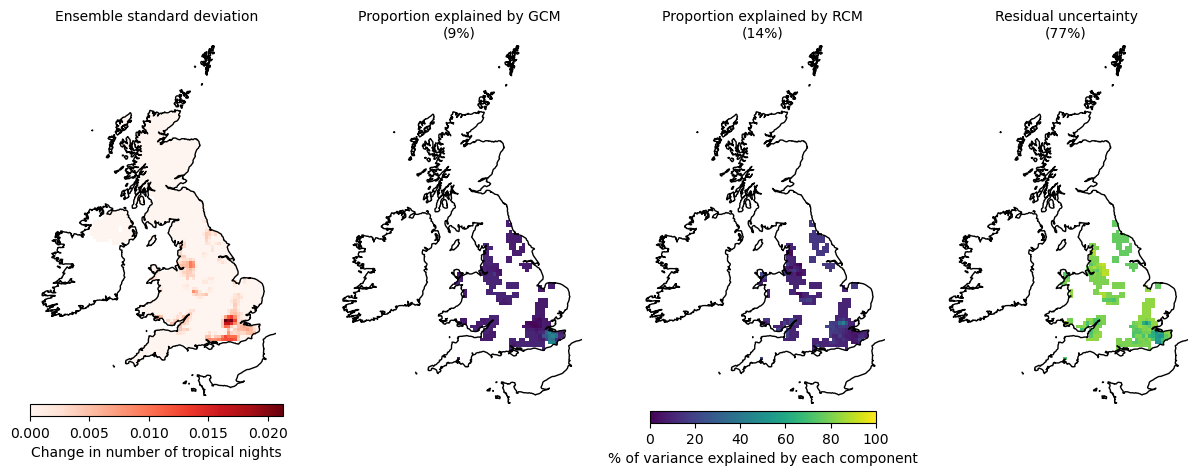 Ensemble standard deviation
Proportion explained by GCM
(9%)
Proportion explained by RCM
(14%)
Residual uncertainty
(77%)
0.000 0.005 0.010 0.015 0.020
Change in number of tropical nights
0 20 40 60 80 100
% of variance explained by each component